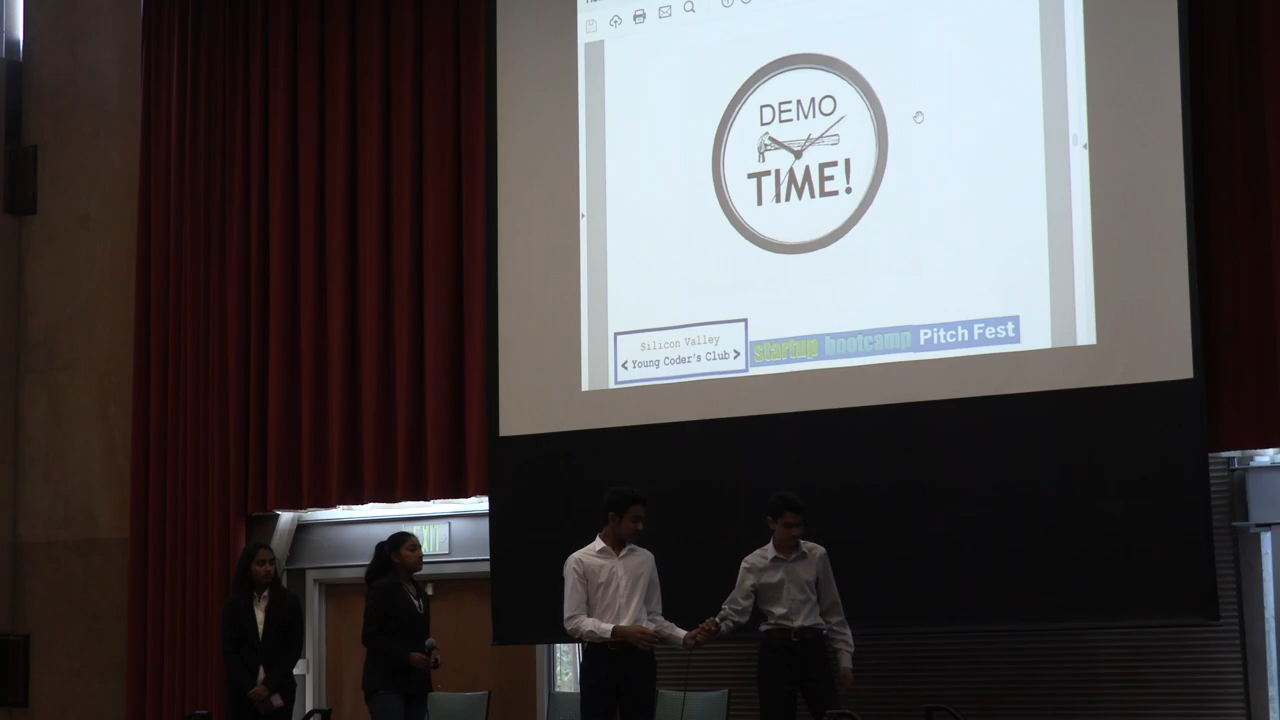 DEMO
TIME!
Silicon Valley
< Young Coder's Club >
startup bootcamp Pitch Fest
EXIT